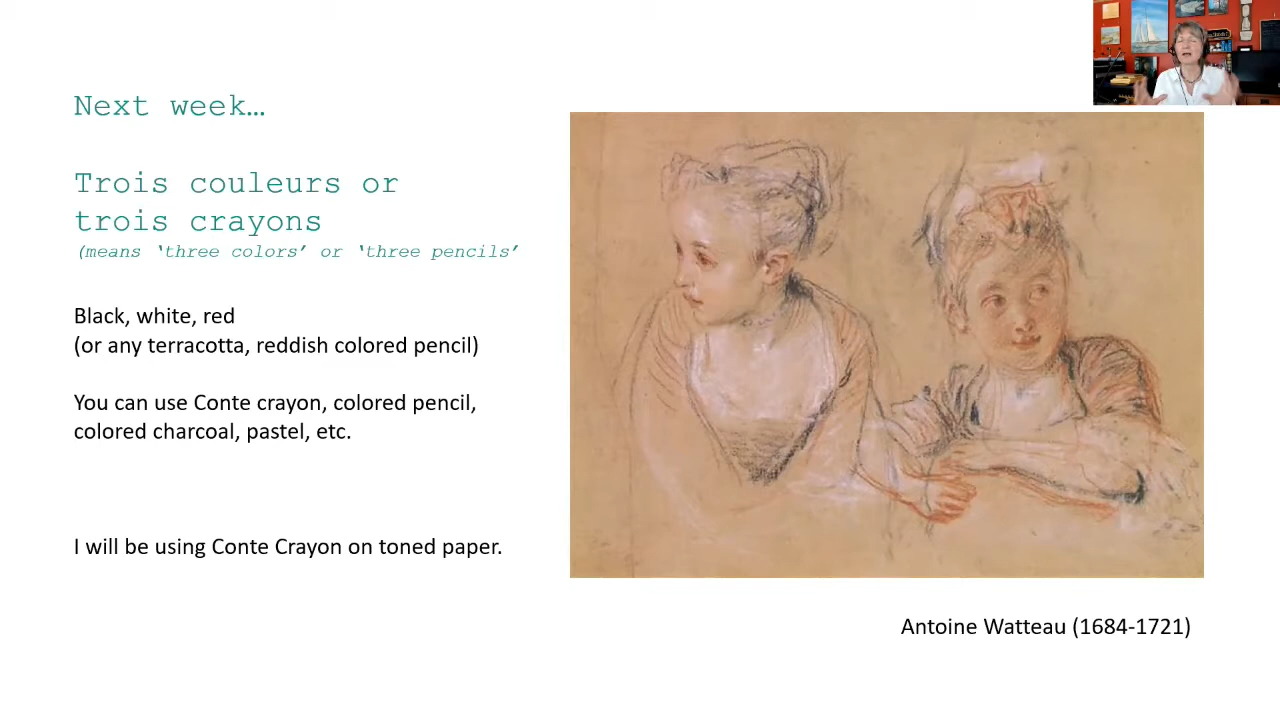 Next week…
Trois couleurs or
trois crayons
(means ‘three colors’ or ‘three pencils’
Black, white, red
(or any terracotta, reddish colored pencil)
You can use Conte crayon, colored pencil,
colored charcoal, pastel, etc.
I will be using Conte Crayon on toned paper.
Antoine Watteau (1684-1721)